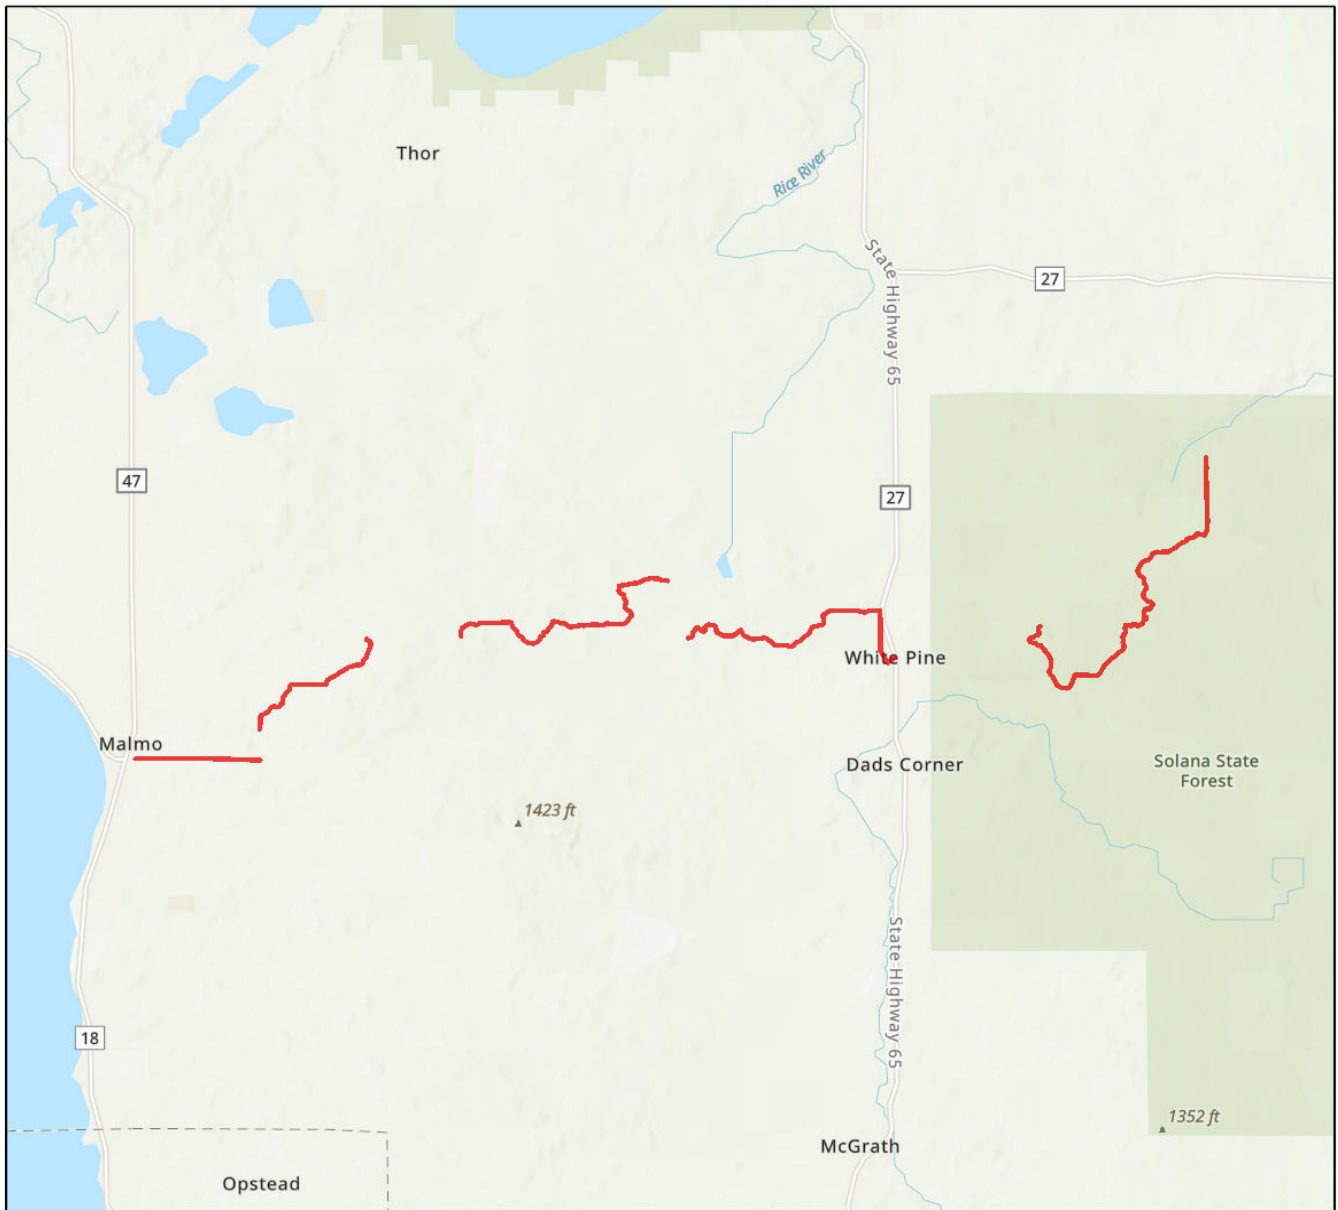 Thor
Rice River
State Highway 65
27
47
27
White Pine
Malmo
Dads Corner
Solana State
Forest
1423 ft
State Highway 65
18
1352 ft
McGrath
Opstead